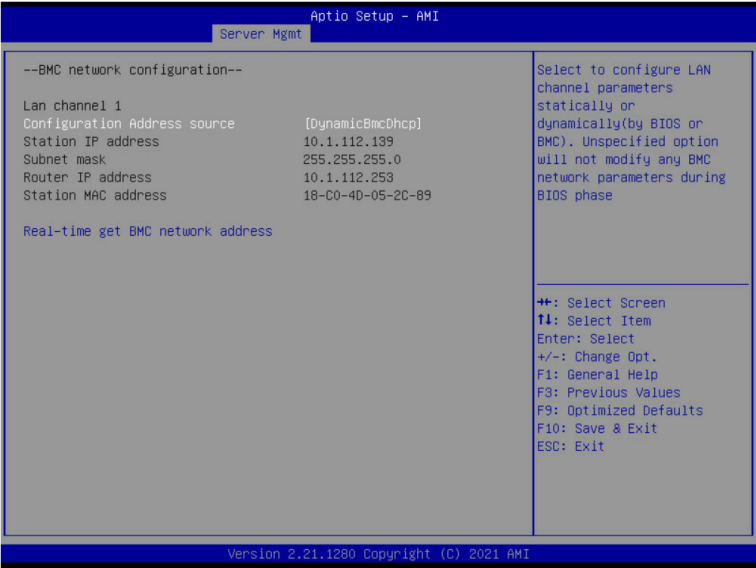 Aptio Setup - AMI
Server Mgmt
--BMC network configuration--
Lan channel 1
Configuration Address source [DynamicBmcDhcp]
Station IP address 10.1.112.139
Subnet mask 255.255.255.0
Router IP address 10.1.112.253
Station MAC address 18-C0-4D-05-2C-89
Real-time get BMC network address
Select to configure LAN
channel parameters
statically or
dynamically(by BIOS or
BMC). Unspecified option
will not modify any BMC
network parameters during
BIOS phase
→←: Select Screen
↑↓: Select Item
Enter: Select
+/-: Change Opt.
F1: General Help
F3: Previous Values
F9: Optimized Defaults
F10: Save & Exit
ESC: Exit
Version 2.21.1280 Copyright (C) 2021 AMI